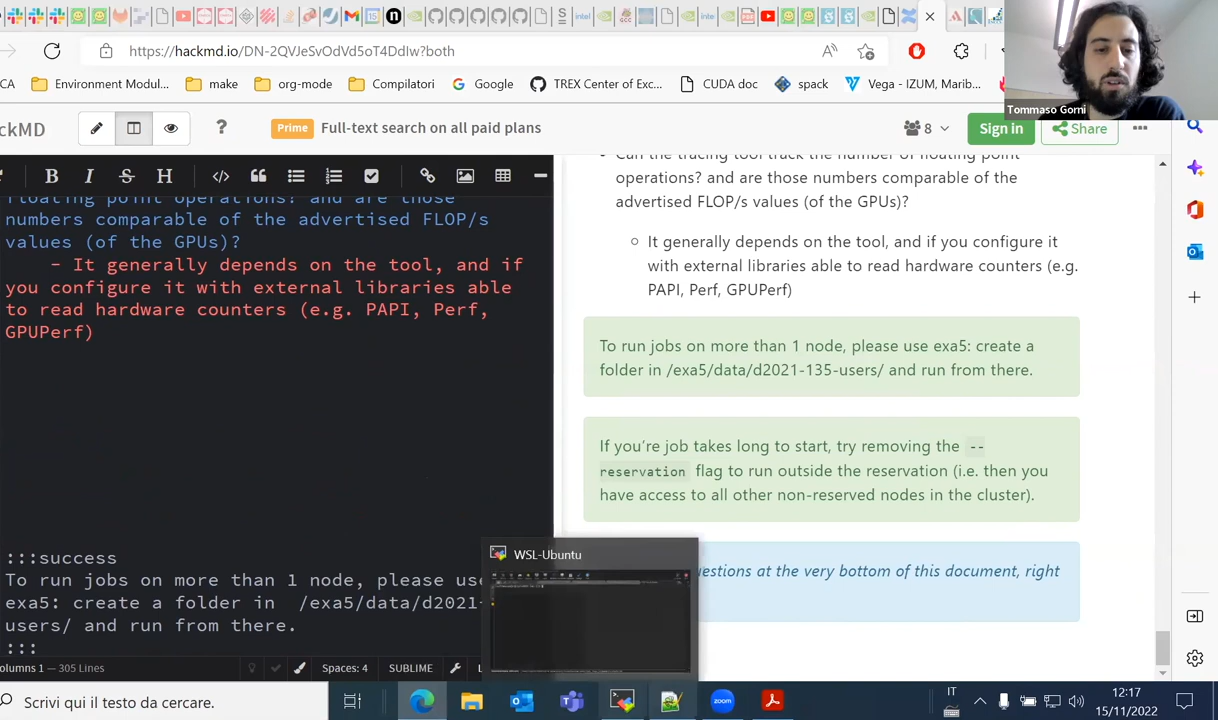 https://hackmd.io/DN-2QVJeSvOdVd5oT4DdIw?both
CA
Environment Modul...
make
org-mode
Compilatori
Google
TREX Center of Exc...
CUDA doc
spack
Vega - IZUM, Marib...
Tommaso Gorni
ckMD
Prime
Full-text search on all paid plans
8
Sign in
Share
B I S H
floating point operations? and are those
numbers comparable of the advertised FLOP/s
values (of the GPUs)?
- It generally depends on the tool, and if
you configure it with external libraries able
to read hardware counters (e.g. PAPI, Perf,
GPUPerf)
:::success
To run jobs on more than 1 node, please use
exa5: create a folder in /exa5/data/d2021-
users/ and run from there.
:::
olumns 1 — 305 Lines
Spaces: 4
SUBLIME
Can the tracing tool track the number of floating point
operations? and are those numbers comparable of the
advertised FLOP/s values (of the GPUs)?
It generally depends on the tool, and if you configure it
with external libraries able to read hardware counters (e.g.
PAPI, Perf, GPUPerf)
To run jobs on more than 1 node, please use exa5: create a
folder in /exa5/data/d2021-135-users/ and run from there.
If you're job takes long to start, try removing the --
reservation flag to run outside the reservation (i.e. then you
have access to all other non-reserved nodes in the cluster).
uestions at the very bottom of this document, right
WSL-Ubuntu
Scrivi qui il testo da cercare.
zoom
IT
12:17
15/11/2022